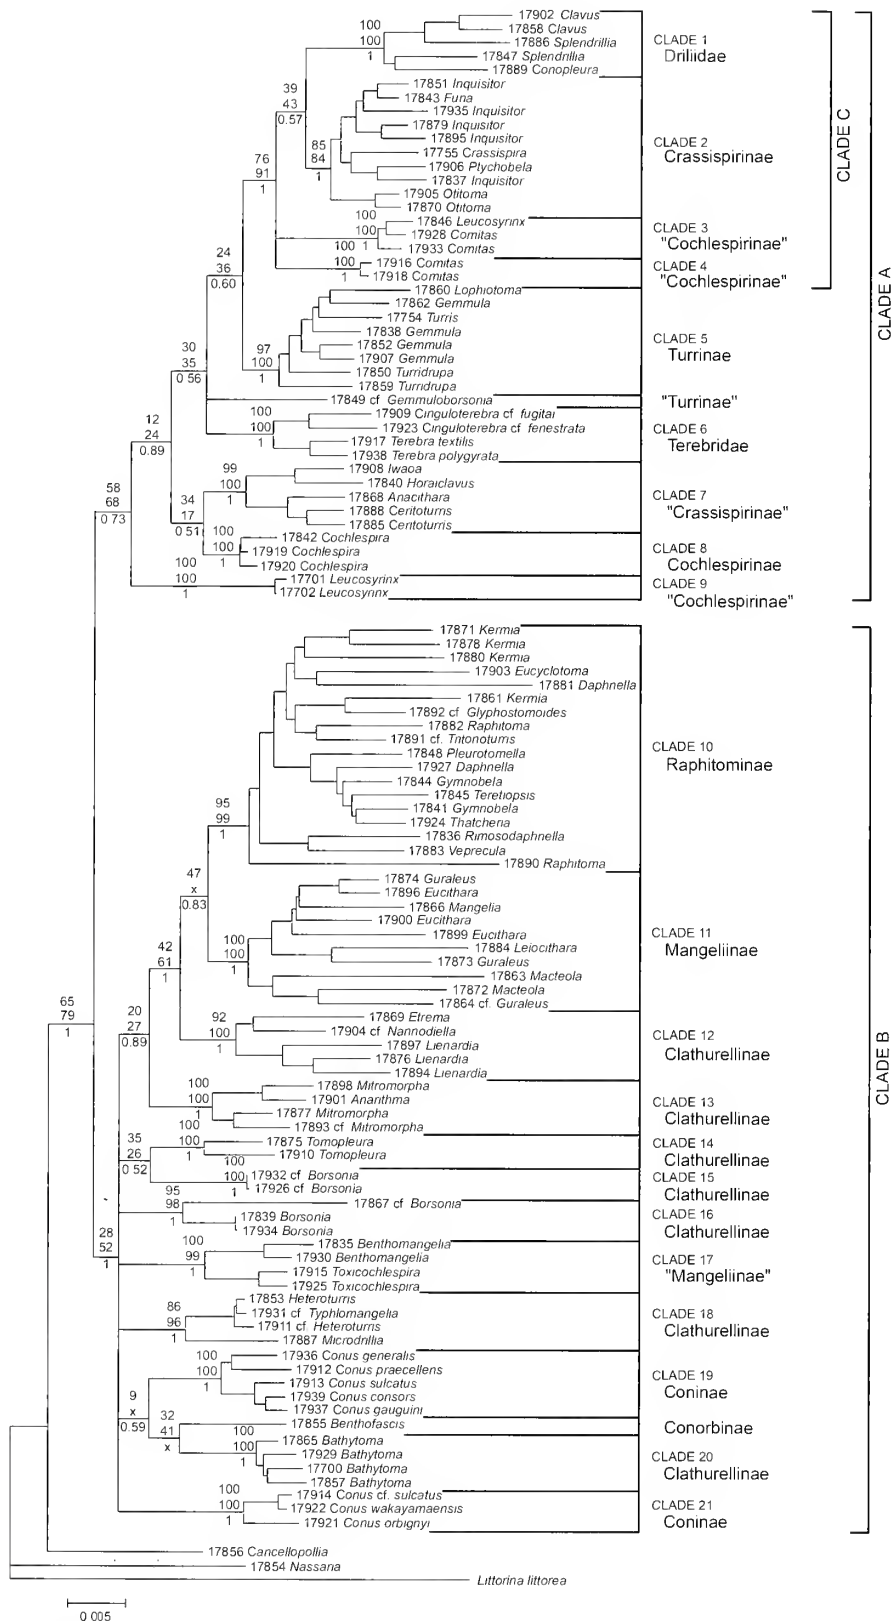 17902 Clavus
17858 Clavus
17886 Splendrillia
17847 Splendrillia
17889 Conopleura
100
100
1
CLADE 1
Drilliidae
17851 Inquisitor
17843 Funa
17935 Inquisitor
17879 Inquisitor
17895 Inquisitor
17755 Crassispira
17906 Ptychobela
17837 Inquisitor
17905 Otitoma
17870 Otitoma
39
43
0.57
85
84
1
CLADE 2
Crassispirinae
CLADE C
76
91
1
17846 Leucosyrinx
17928 Comitas
17933 Comitas
100
100
1
CLADE 3
"Cochlespirinae"
17916 Comitas
17918 Comitas
100
100
1
CLADE 4
"Cochlespirinae"
24
36
0.60
17860 Lophiotoma
17862 Gemmula
17754 Turris
17838 Gemmula
17852 Gemmula
17907 Gemmula
17850 Turridrupa
17859 Turridrupa
97
100
1
CLADE 5
Turrinae
CLADE A
30
35
0 56
17849 cf Gemmuloborsonia
"Turrinae"
17909 Cinguloterebra cf fugitai
17923 Cinguloterebra cf fenestrata
17917 Terebra textilis
17938 Terebra polygyrata
100
100
1
CLADE 6
Terebridae
12
24
0.89
17908 Iwaoa
17840 Horaiclavus
17868 Anacithara
17888 Ceritoturris
17885 Ceritoturris
99
100
1
CLADE 7
"Crassispirinae"
34
17
0 51
17842 Cochlespira
17919 Cochlespira
17920 Cochlespira
100
100
1
CLADE 8
Cochlespirinae
58
68
0 73
17701 Leucosyrinx
17702 Leucosyrinx
100
100
1
CLADE 9
"Cochlespirinae"
17871 Kermia
17878 Kermia
17880 Kermia
17903 Eucyclotoma
17881 Daphnella
17861 Kermia
17892 cf Glyphostomoides
17882 Raphitoma
17891 cf. Tritonoturris
17848 Pleurotomella
17927 Daphnella
17844 Gymnobela
17845 Teretiopsis
17841 Gymnobela
17924 Thatcheria
17836 Rimosodaphnella
17883 Veprecula
17890 Raphitoma
95
99
1
CLADE 10
Raphitominae
47
x
0.83
17874 Guraleus
17896 Eucithara
17866 Mangelia
17900 Eucithara
17899 Eucithara
17884 Leiocithara
17873 Guraleus
17863 Macteola
17872 Macteola
17864 cf. Guraleus
100
100
1
CLADE 11
Mangeliinae
42
61
1
17869 Etrema
17904 cf Nannodiella
17897 Lienardia
17876 Lienardia
17894 Lienardia
92
100
1
CLADE 12
Clathurellinae
CLADE B
65
79
1
20
27
0.89
17898 Mitromorpha
17901 Anarithma
17877 Mitromorpha
17893 cf Mitromorpha
100
100
1
CLADE 13
Clathurellinae
17875 Tomopleura
17910 Tomopleura
100
100
1
CLADE 14
Clathurellinae
35
26
0 52
17932 cf Borsonia
17926 cf Borsonia
100
100
1
CLADE 15
Clathurellinae
17867 cf Borsonia
17839 Borsonia
17934 Borsonia
95
98
1
CLADE 16
Clathurellinae
28
52
1
17835 Benthomangelia
17930 Benthomangelia
17915 Toxicochlespira
17925 Toxicochlespira
100
99
1
CLADE 17
"Mangeliinae"
17853 Heteroturris
17931 cf Typhlomangelia
17911 cf. Heteroturris
17887 Microdrillia
86
96
1
CLADE 18
Clathurellinae
17936 Conus generalis
17912 Conus praecellens
17913 Conus sulcatus
17939 Conus consors
17937 Conus gauguini
100
100
1
CLADE 19
Coninae
9
x
0.59
32
41
x
17855 Benthofascis
Conorbinae
17865 Bathytoma
17929 Bathytoma
17700 Bathytoma
17857 Bathytoma
100
100
1
CLADE 20
Clathurellinae
17914 Conus cf. sulcatus
17922 Conus wakayamaensis
17921 Conus orbignyi
100
100
1
CLADE 21
Coninae
17856 Cancellopollia
17854 Nassaria
Littorina littorea
0 005